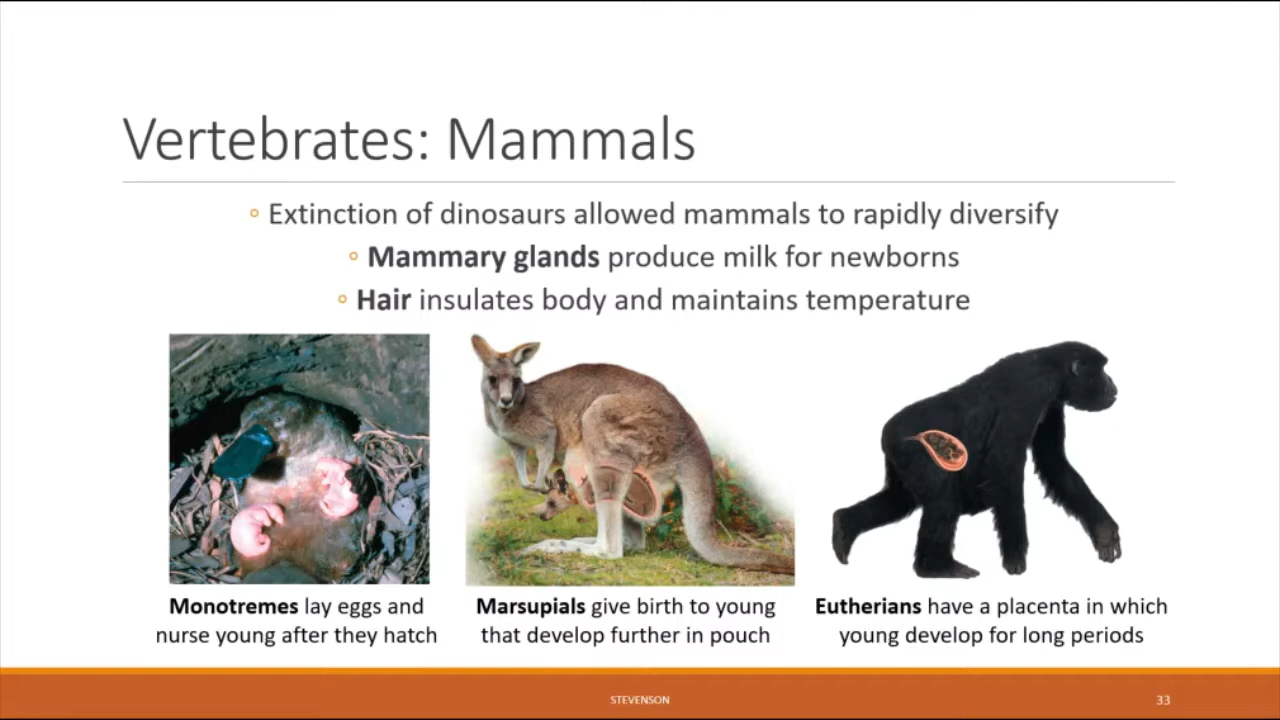 Vertebrates: Mammals
◦ Extinction of dinosaurs allowed mammals to rapidly diversify
◦ Mammary glands produce milk for newborns
◦ Hair insulates body and maintains temperature
Monotremes lay eggs and
nurse young after they hatch
Marsupials give birth to young
that develop further in pouch
Eutherians have a placenta in which
young develop for long periods
STEVENSON
33